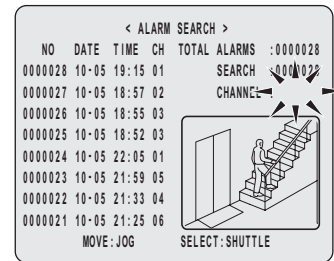 < ALARM SEARCH >
NO DATE TIME CH TOTAL ALARMS :0000028
0000028 10-05 19:15 01 SEARCH :0000028
0000027 10-05 18:57 02 CHANNEL :
0000026 10-05 18:55 03
0000025 10-05 18:52 03
0000024 10-05 22:05 01
0000023 10-05 21:59 05
0000022 10-05 21:33 04
0000021 10-05 21:25 06
MOVE:JOG SELECT:SHUTTLE